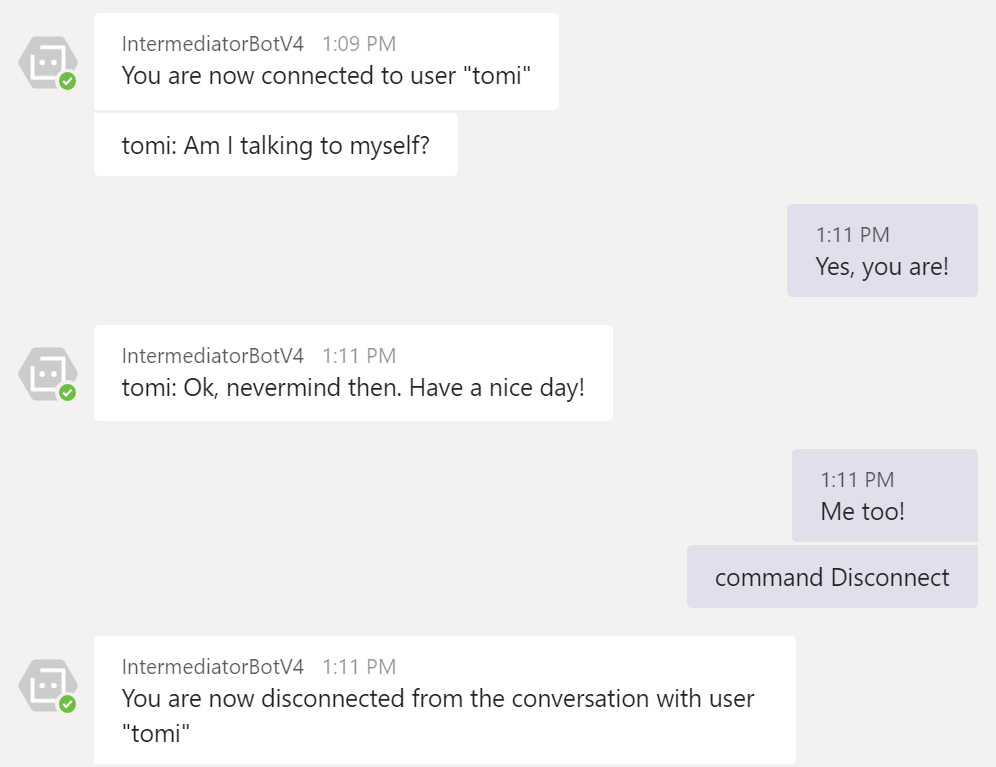 IntermediatorBotV4 1:09 PM
You are now connected to user "tomi"
tomi: Am I talking to myself?
1:11 PM
Yes, you are!
IntermediatorBotV4 1:11 PM
tomi: Ok, nevermind then. Have a nice day!
1:11 PM
Me too!
command Disconnect
IntermediatorBotV4 1:11 PM
You are now disconnected from the conversation with user
"tomi"